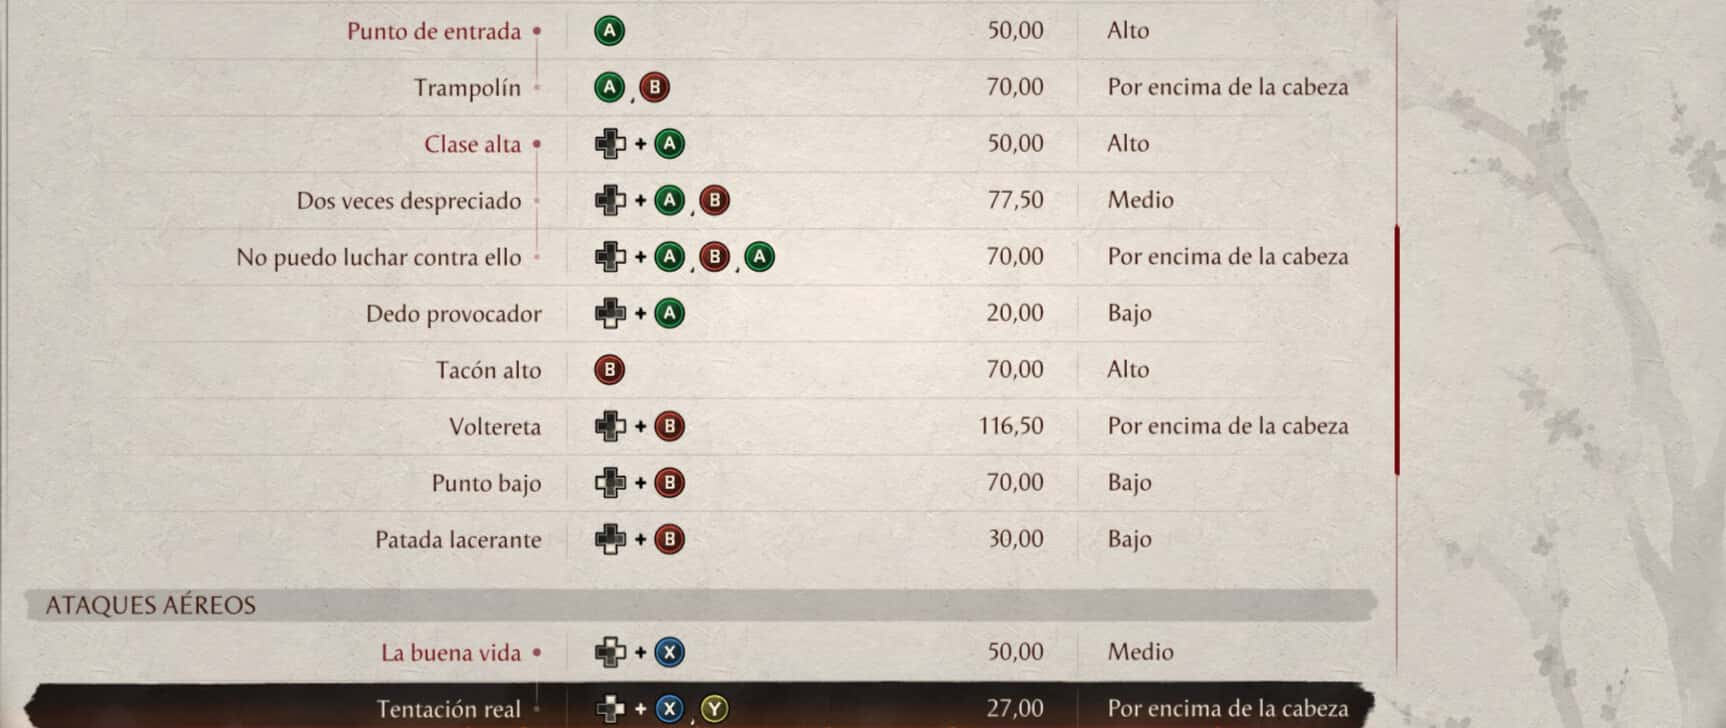 Punto de entrada A 50,00 Alto
Trampolín A , B 70,00 Por encima de la cabeza
Clase alta + A 50,00 Alto
Dos veces despreciado + A , B 77,50 Medio
No puedo luchar contra ello + A , B , A 70,00 Por encima de la cabeza
Dedo provocador + A 20,00 Bajo
Tacón alto B 70,00 Alto
Voltereta + B 116,50 Por encima de la cabeza
Punto bajo + B 70,00 Bajo
Patada lacerante + B 30,00 Bajo
ATAQUES AÉREOS
La buena vida + X 50,00 Medio
Tentación real + X , Y 27,00 Por encima de la cabeza